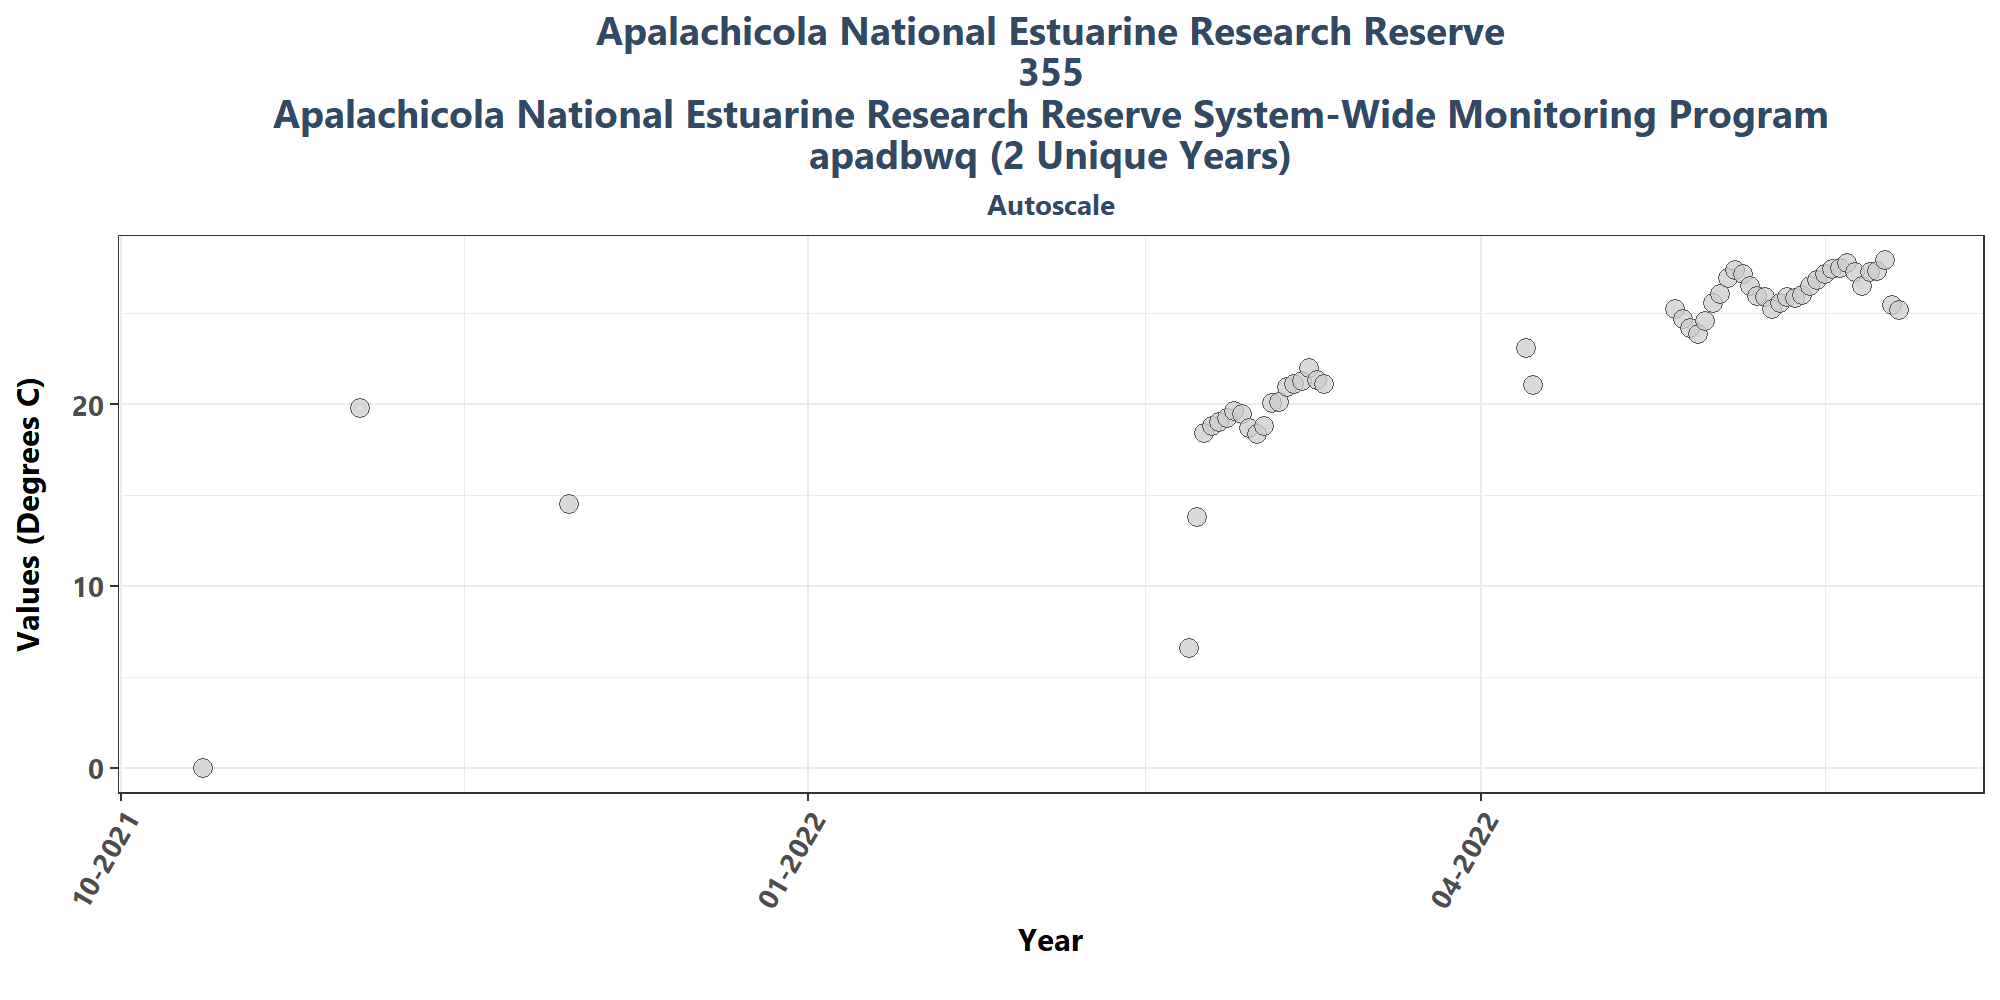 Apalachicola National Estuarine Research Reserve
355
Apalachicola National Estuarine Research Reserve System-Wide Monitoring Program
apadbwq (2 Unique Years)
Autoscale
Values (Degrees C)
20
10
0
10-2021
01-2022
04-2022
Year